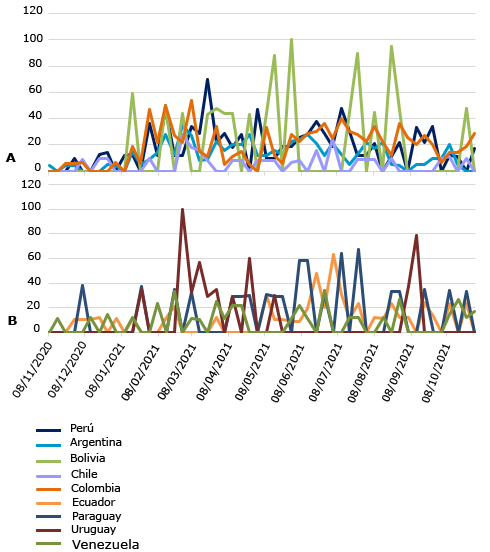 120
100
80
60
40
20
A
0
120
100
80
60
40
20
B
0
08/11/2020
08/12/2020
08/01/2021
08/02/2021
08/03/2021
08/04/2021
08/05/2021
08/06/2021
08/07/2021
08/08/2021
08/09/2021
08/10/2021
Perú
Argentina
Bolivia
Chile
Colombia
Ecuador
Paraguay
Uruguay
Venezuela